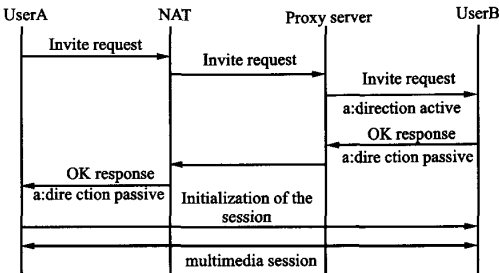 UserA NAT Proxy server UserB
Invite request
Invite request
Invite request
a:direction active
OK response
a:dire ction passive
OK response
a:dire ction passive
Initialization of the
session
multimedia session